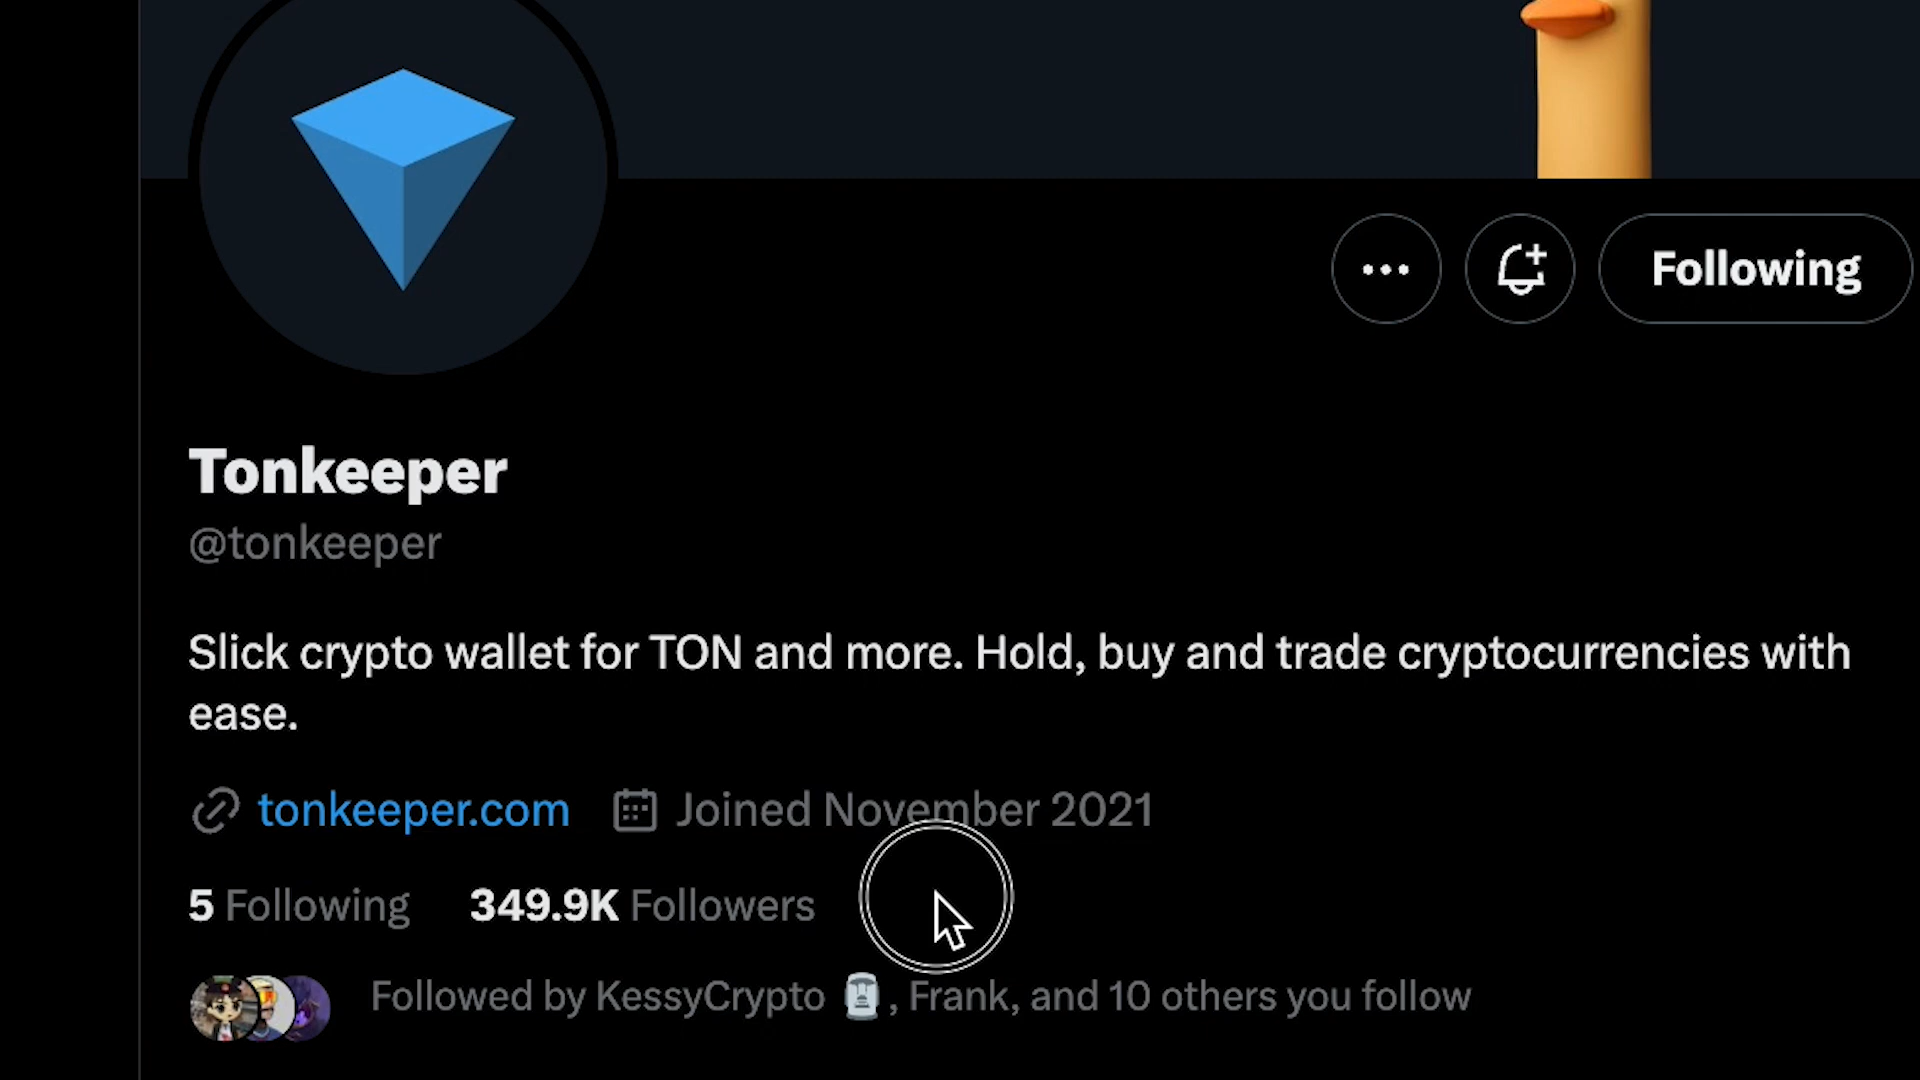 Following
Tonkeeper
@tonkeeper
Slick crypto wallet for TON and more. Hold, buy and trade cryptocurrencies with
ease.
tonkeeper.com Joined November 2021
5 Following 349.9K Followers
Followed by KessyCrypto 🗿, Frank, and 10 others you follow